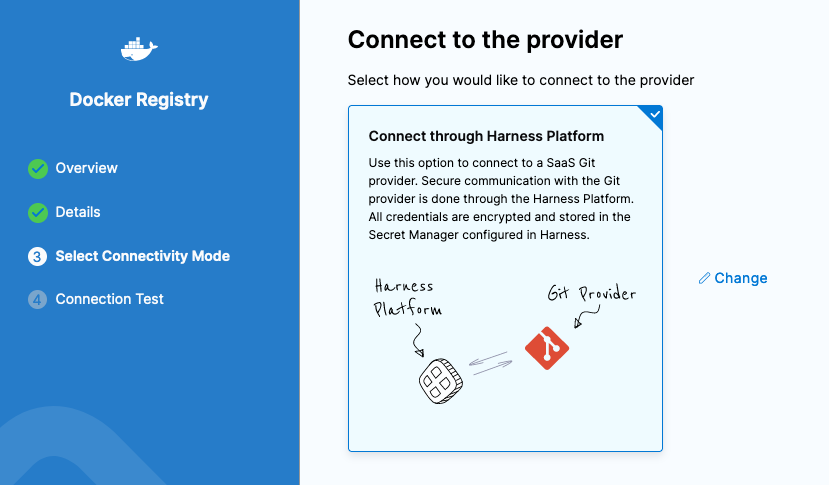 Docker Registry
Overview
Details
3 Select Connectivity Mode
4 Connection Test
Connect to the provider
Select how you would like to connect to the provider
Connect through Harness Platform
Use this option to connect to a SaaS Git
provider. Secure communication with the Git
provider is done through the Harness Platform.
All credentials are encrypted and stored in the
Secret Manager configured in Harness.
Harness
Platform
Git Provider
Change